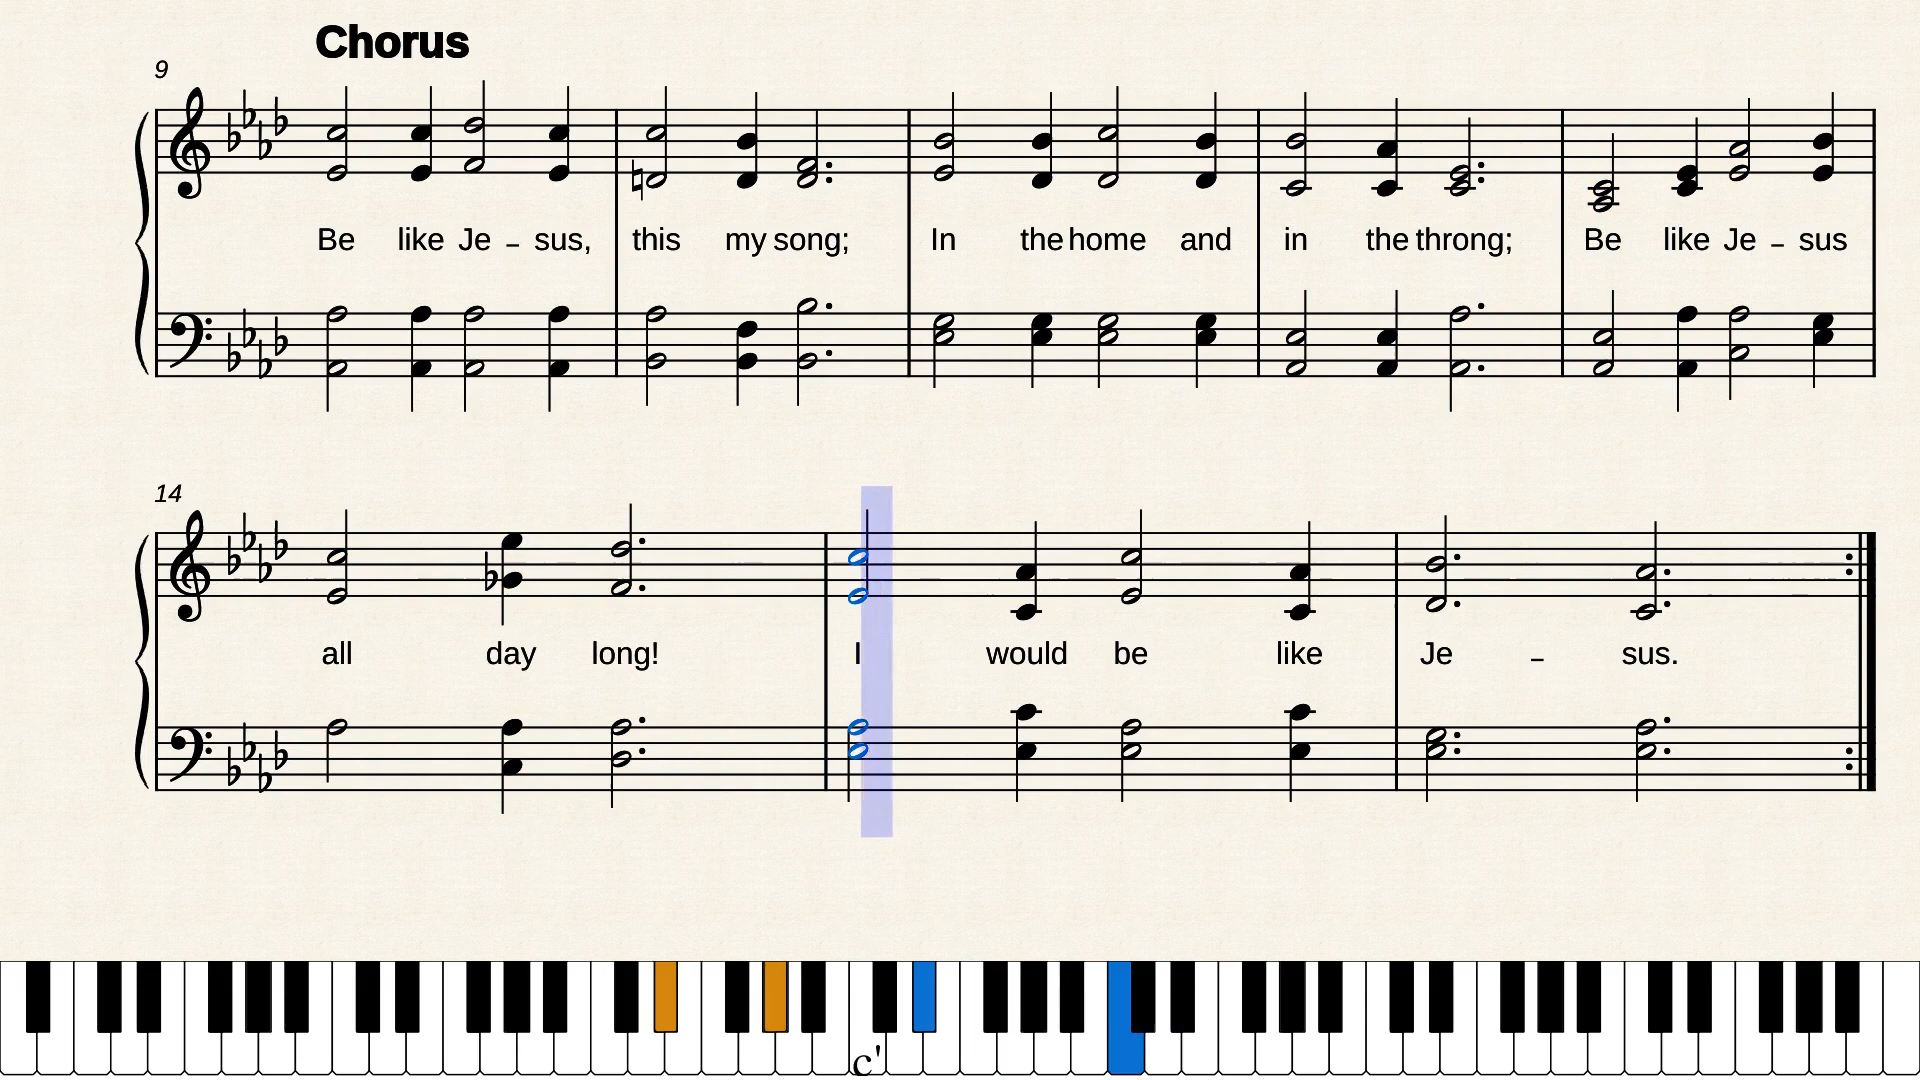 Chorus
9
Be like Je - sus, this my song; In the home and in the throng; Be like Je - sus
14
all day long! I would be like Je - sus.
c'